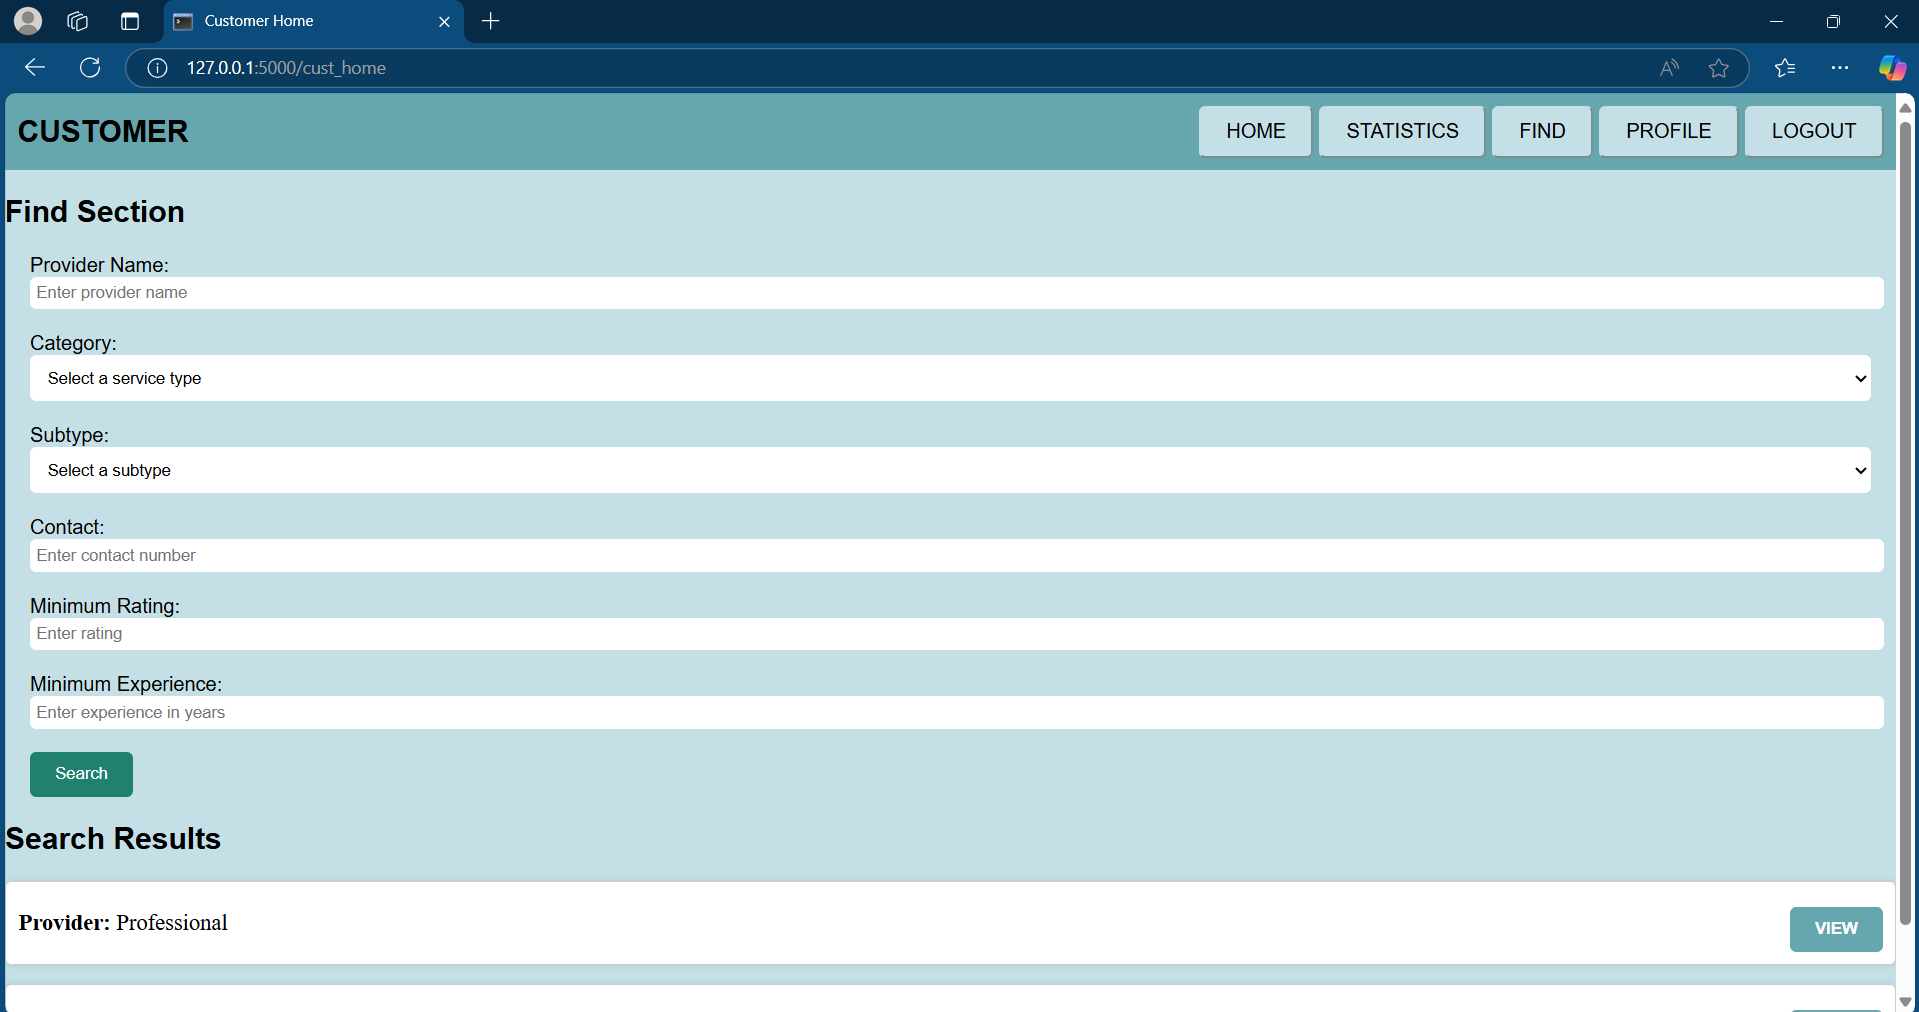 Customer Home
127.0.0.1:5000/cust_home
CUSTOMER
HOME
STATISTICS
FIND
PROFILE
LOGOUT
Find Section
Provider Name:
Enter provider name
Category:
Select a service type
Subtype:
Select a subtype
Contact:
Enter contact number
Minimum Rating:
Enter rating
Minimum Experience:
Enter experience in years
Search
Search Results
Provider: Professional
VIEW